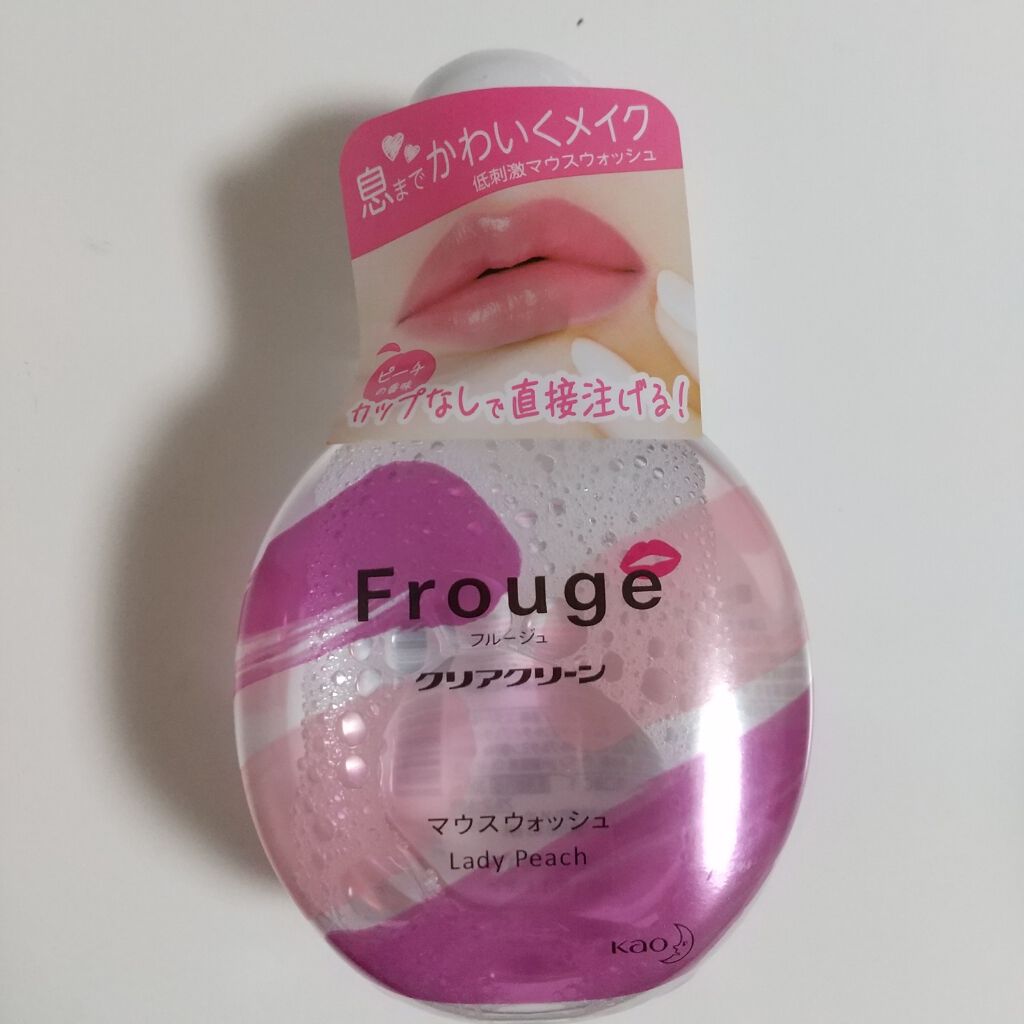 息までかわいくメイク
低刺激マウスウォッシュ
ピーチ
の香味
カップなしで直接注げる!
Frouge
フルージュ
クリアクリーン
マウスウォッシュ
Lady Peach
Kao